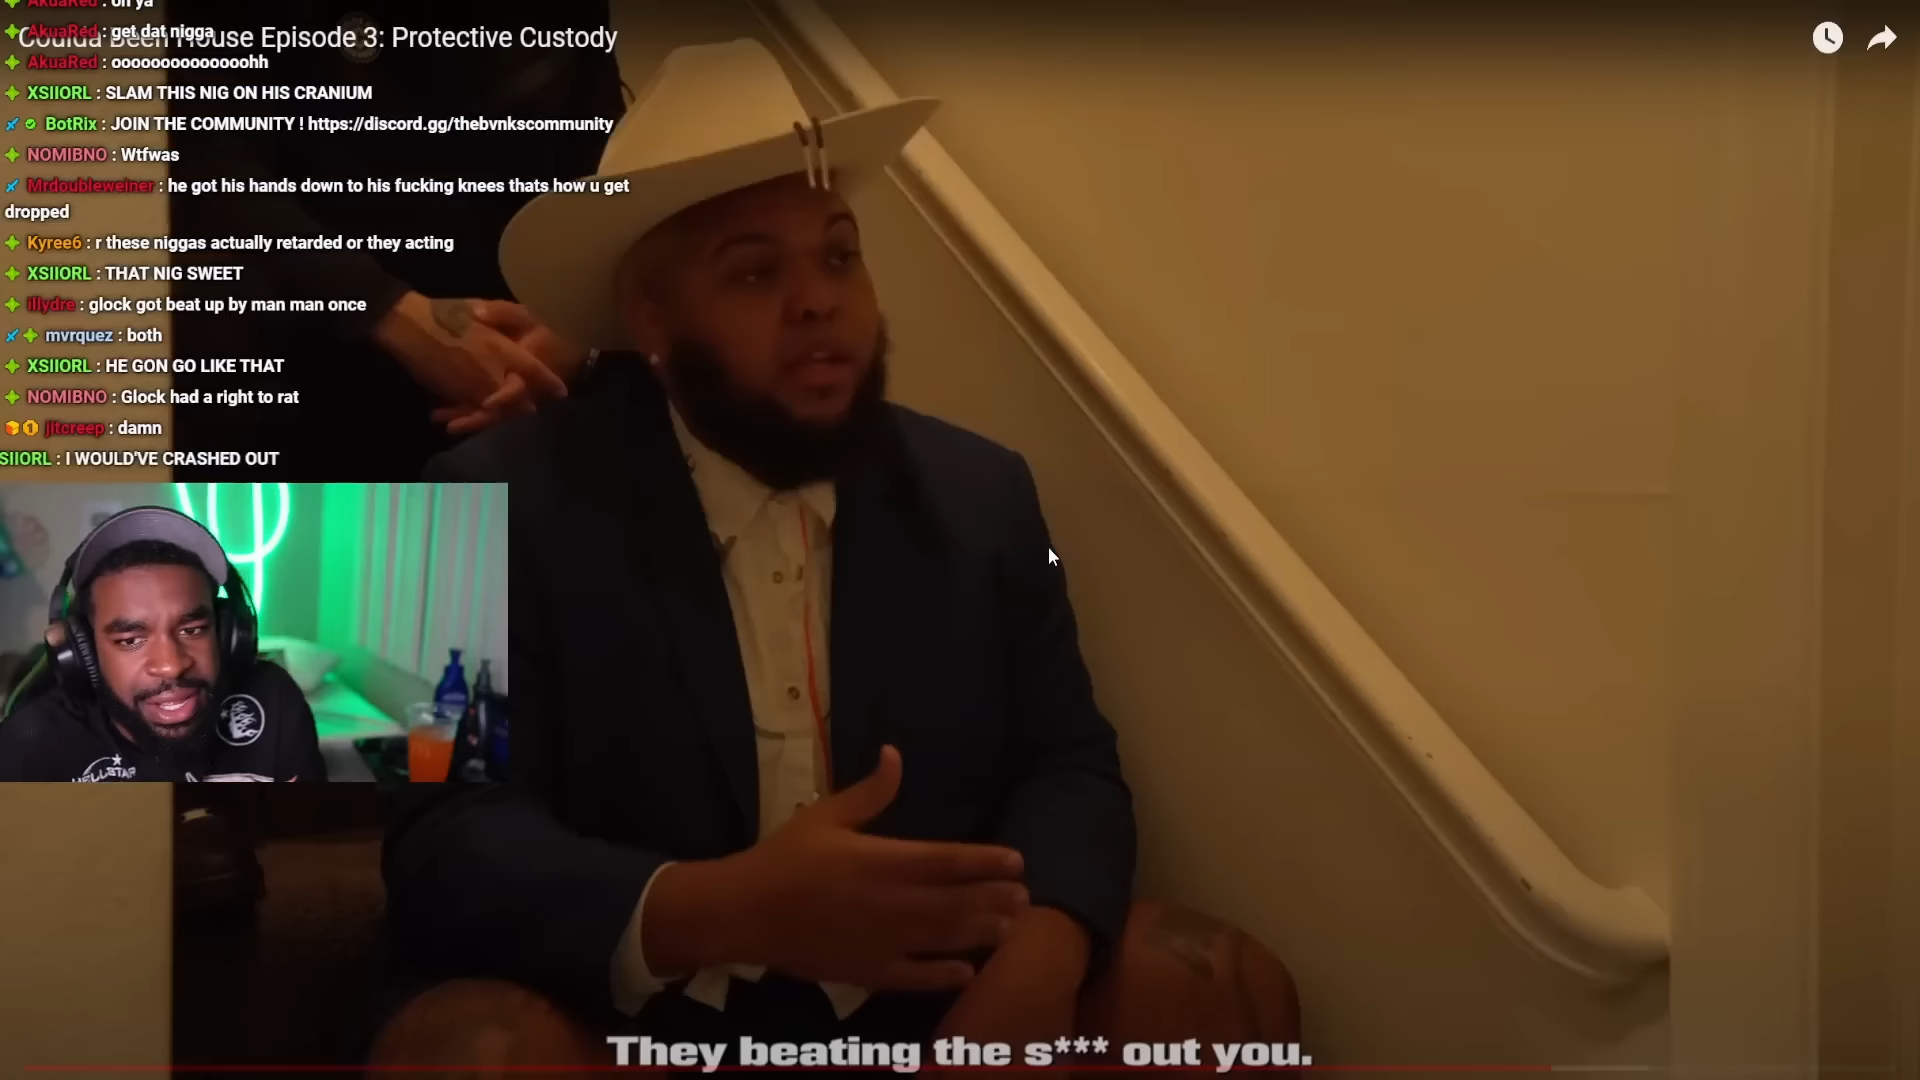 AkuaRed : oh ya
AkuaRed : get dat nigga
Coulda Been House Episode 3: Protective Custody
AkuaRed : oooooooooooooohh
XSIIORL : SLAM THIS NIG ON HIS CRANIUM
BotRix : JOIN THE COMMUNITY ! https://discord.gg/thebvnkscommunity
NOMIBNO : Wtfwas
Mrdoubleweiner : he got his hands down to his fucking knees thats how u get
dropped
Kyree6 : r these niggas actually retarded or they acting
XSIIORL : THAT NIG SWEET
illydre : glock got beat up by man man once
mvrquez : both
XSIIORL : HE GON GO LIKE THAT
NOMIBNO : Glock had a right to rat
jitcreep : damn
SIIORL : I WOULD'VE CRASHED OUT
HELLSTAR
They beating the s*** out you.